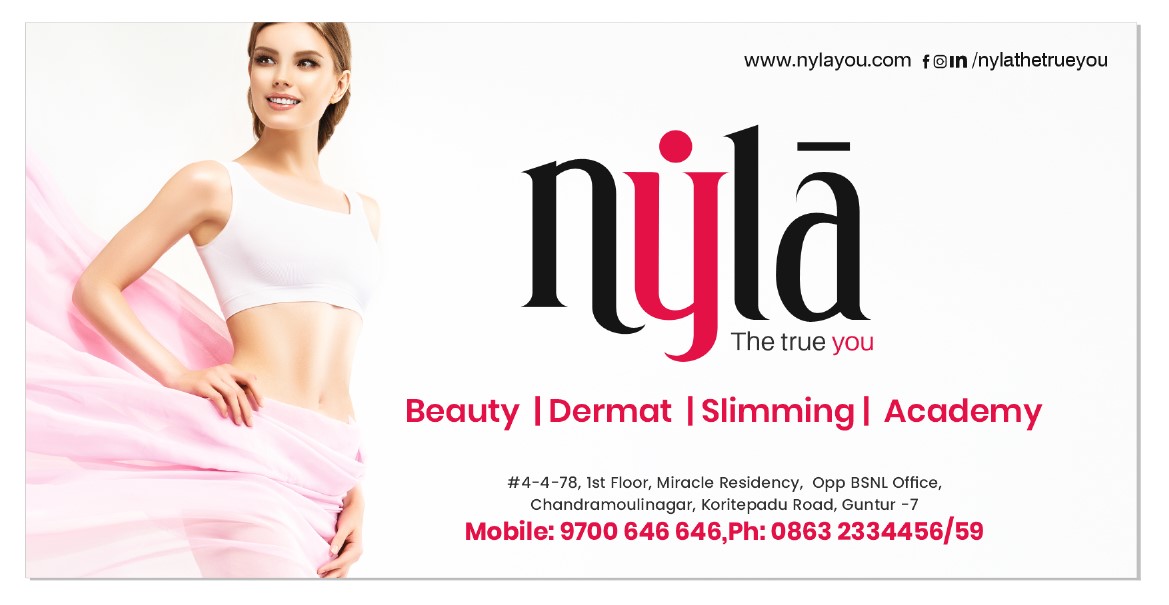 www.nylayou.com f in /nylathetrueyou
nylā
The true you
Beauty | Dermat | Slimming | Academy
#4-4-78, 1st Floor, Miracle Residency, Opp BSNL Office,
Chandramoulinagar, Koritepadu Road, Guntur -7
Mobile: 9700 646 646,Ph: 0863 2334456/59